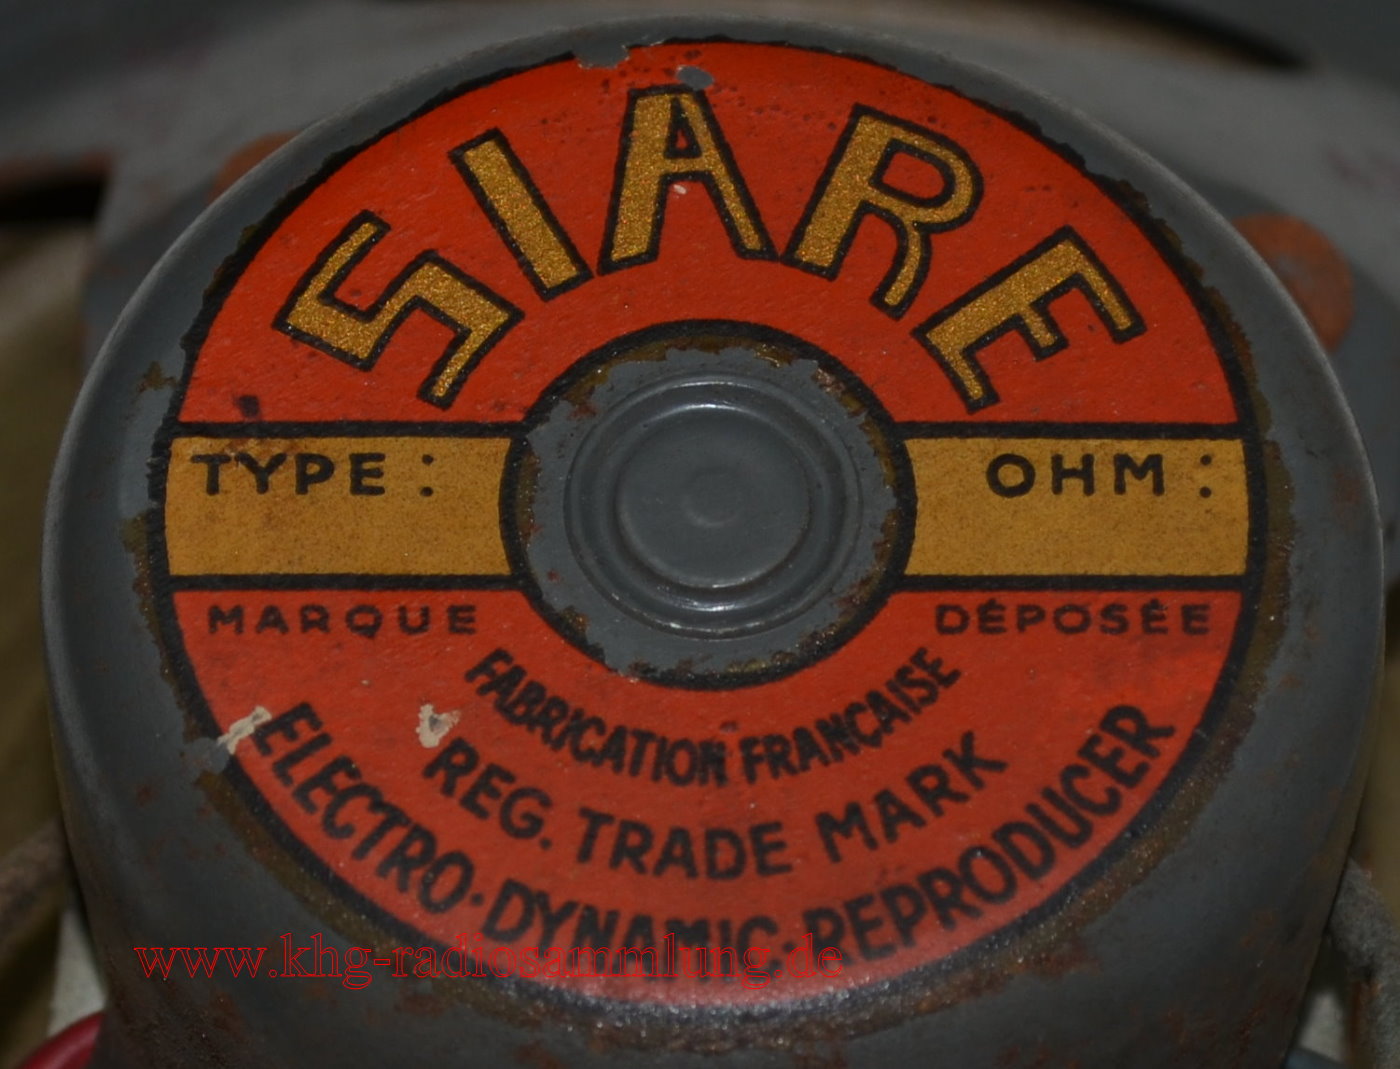 SIARE
TYPE :
OHM :
MARQUE
DÉPOSÉE
FABRICATION FRANCAISE
REG. TRADE MARK
ELECTRO·DYNAMIC·REPRODUCER
www.khg-radiosammlung.de